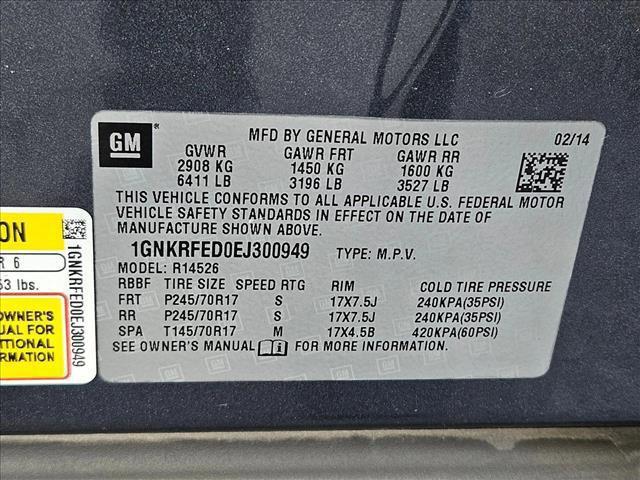 GM
MFD BY GENERAL MOTORS LLC 02/14
GVWR GAWR FRT GAWR RR
2908 KG 1450 KG 1600 KG
6411 LB 3196 LB 3527 LB
THIS VEHICLE CONFORMS TO ALL APPLICABLE U.S. FEDERAL MOTOR
VEHICLE SAFETY STANDARDS IN EFFECT ON THE DATE OF
MANUFACTURE SHOWN ABOVE.
1GNKRFED0EJ300949 TYPE: M.P.V.
MODEL: R14526
RBBF TIRE SIZE SPEED RTG RIM COLD TIRE PRESSURE
FRT P245/70R17 S 17X7.5J 240KPA(35PSI)
RR P245/70R17 S 17X7.5J 240KPA(35PSI)
SPA T145/70R17 M 17X4.5B 420KPA(60PSI)
SEE OWNER'S MANUAL FOR MORE INFORMATION.
ON
R 6
53 lbs.
OWNER'S
UAL FOR
TIONAL
RMATION
1GNKRFED0EJ300949